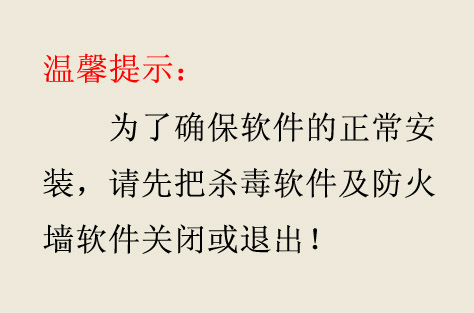 温馨提示：
为了确保软件的正常安
装，请先把杀毒软件及防火
墙软件关闭或退出！